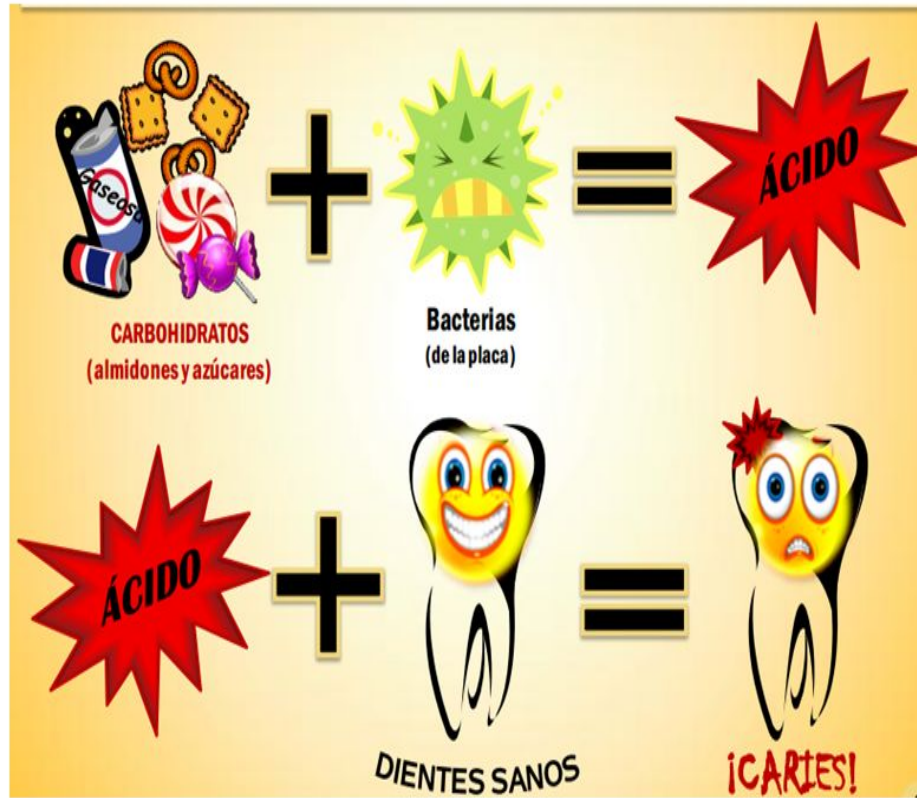 Gaseosa
ÁCIDO
CARBOHIDRATOS
(almidones y azúcares)
Bacterias
(de la placa)
ÁCIDO
DIENTES SANOS
¡CARIES!